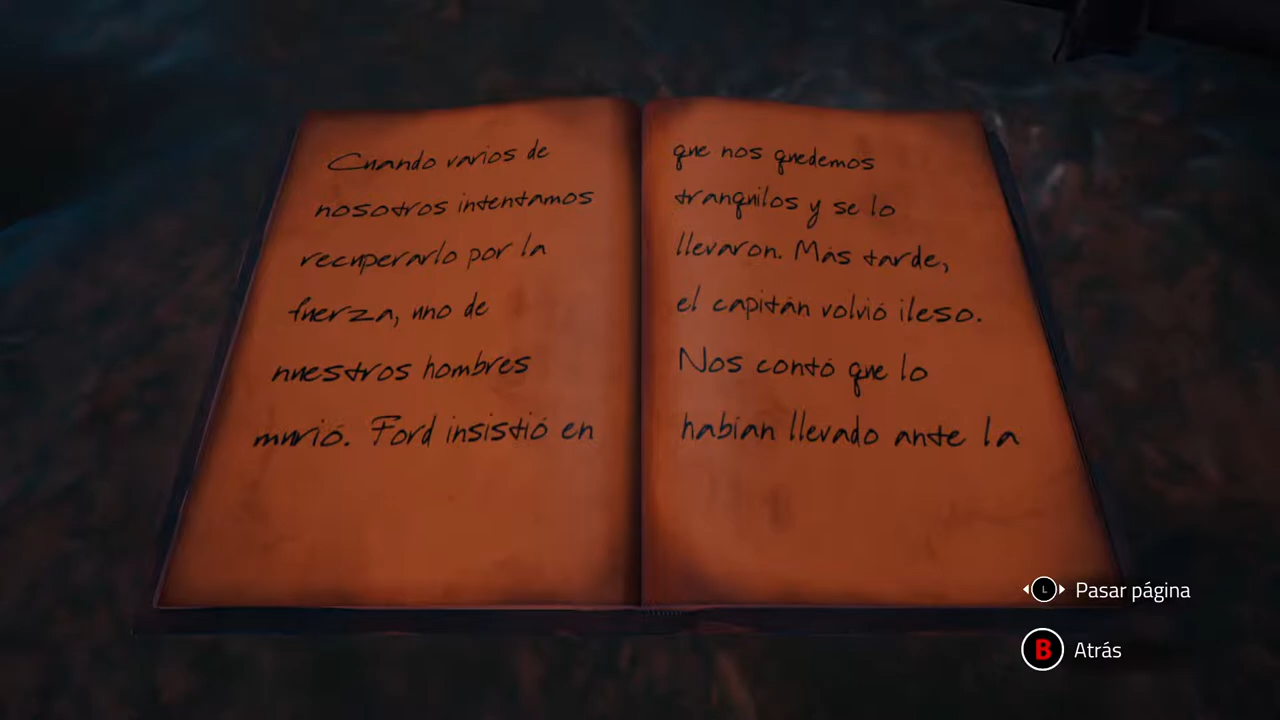 Cuando varios de
nosotros intentamos
recuperarlo por la
fuerza, uno de
nuestros hombres
murió. Ford insistió en
que nos quedemos
tranquilos y se lo
llevaron. Más tarde,
el capitán volvió ileso.
Nos contó que lo
habían llevado ante la
L
Pasar página
B
Atrás